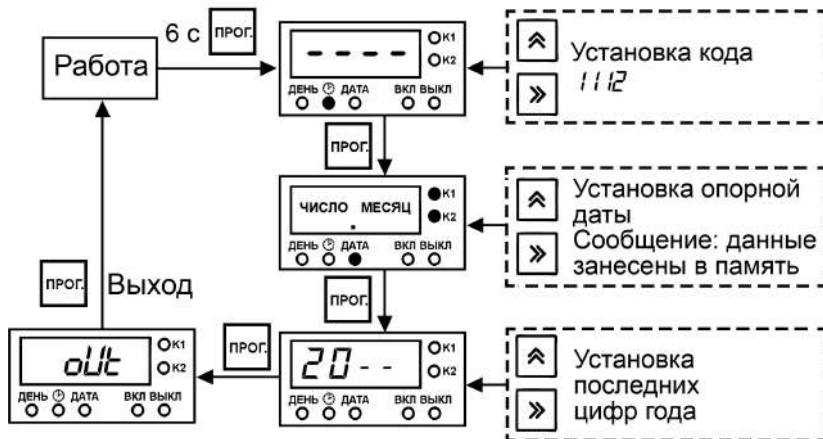 6 с ПРОГ.
Работа
- - - -
К1
К2
ДЕНЬ ДАТА ВКЛ ВЫКЛ
Установка кода
1112
ПРОГ.
ЧИСЛО . МЕСЯЦ
К1
К2
ДЕНЬ ДАТА ВКЛ ВЫКЛ
Установка опорной
даты
Сообщение: данные
занесены в память
ПРОГ. Выход
ПРОГ.
oUt
К1
К2
ДЕНЬ ДАТА ВКЛ ВЫКЛ
ПРОГ.
20--
К1
К2
ДЕНЬ ДАТА ВКЛ ВЫКЛ
Установка
последних
цифр года